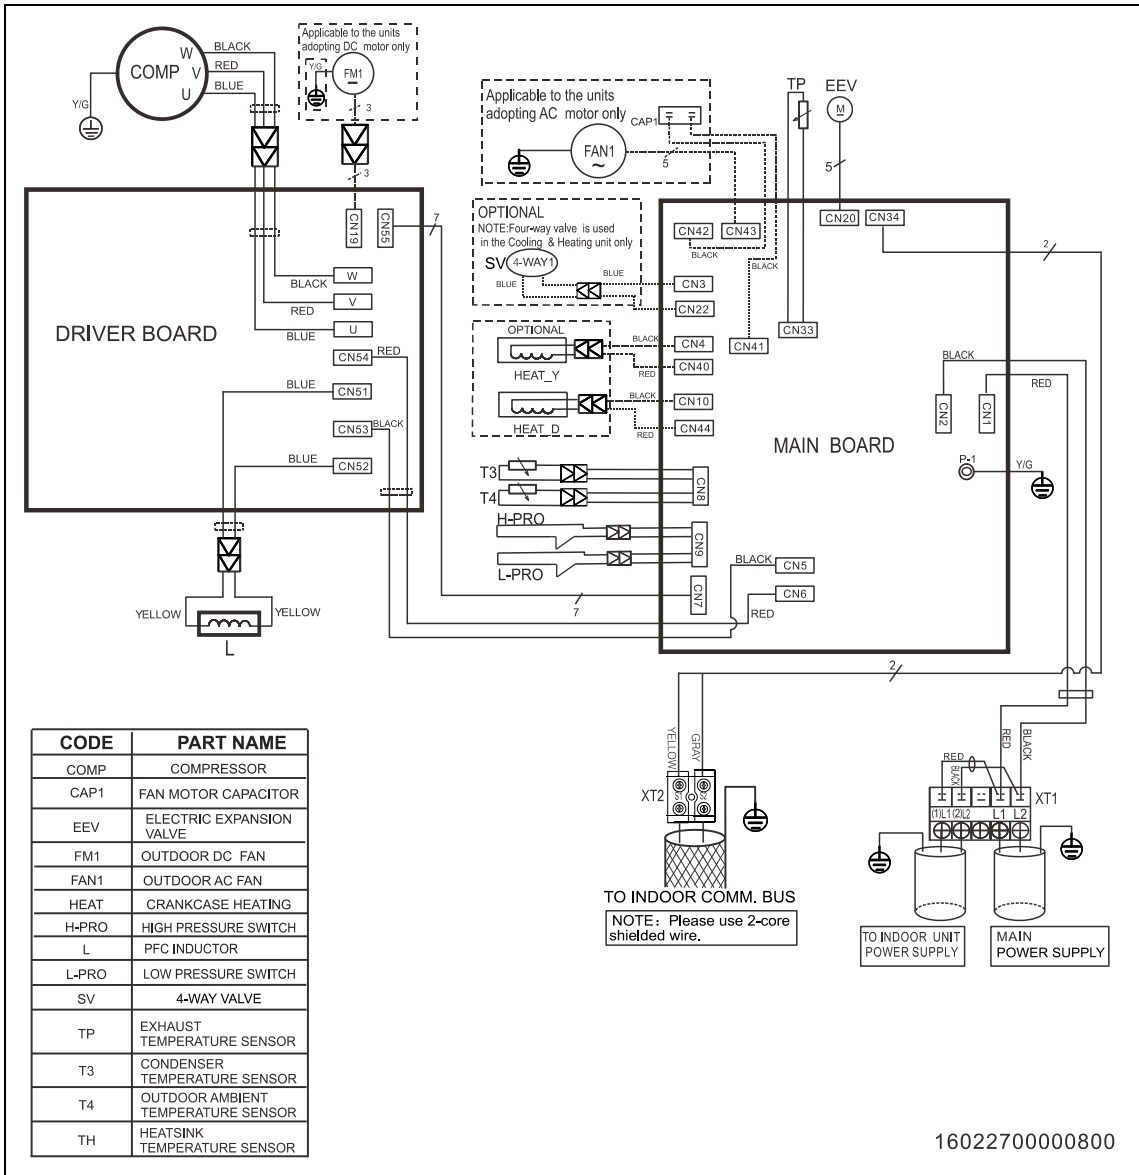 Applicable to the units
adopting DC motor only
Y/G
FM1
3
3
COMP
W
V
U
BLACK
RED
BLUE
Y/G
Applicable to the units
adopting AC motor only
CAP1
FAN1
~
5
TP
EEV
M
5
CN20
CN34
2
CN19
CN55
7
W
BLACK
V
RED
U
BLUE
DRIVER BOARD
CN54
RED
BLUE
CN51
CN53
BLACK
BLUE
CN52
YELLOW
YELLOW
L
OPTIONAL
NOTE:Four-way valve is used
in the Cooling & Heating unit only
SV
4-WAY1
BLUE
BLUE
CN42
CN43
BLACK
BLACK
CN3
CN22
CN33
CN41
OPTIONAL
BLACK
CN4
CN40
RED
HEAT_Y
BLACK
CN10
CN44
RED
HEAT_D
MAIN BOARD
BLACK
RED
CN2
CN1
P-1
Y/G
T3
T4
CN8
H-PRO
L-PRO
CN9
CN7
7
BLACK
CN5
CN6
RED
2
YELLOW
GRAY
XT2
S1
S2
TO INDOOR COMM. BUS
NOTE: Please use 2-core
shielded wire.
RED
BLACK
RED
BLACK
XT1
(1)L1
(2)L2
L1
L2
TO INDOOR UNIT
POWER SUPPLY
MAIN
POWER SUPPLY
CODE PART NAME
COMP COMPRESSOR
CAP1 FAN MOTOR CAPACITOR
EEV ELECTRIC EXPANSION
VALVE
FM1 OUTDOOR DC FAN
FAN1 OUTDOOR AC FAN
HEAT CRANKCASE HEATING
H-PRO HIGH PRESSURE SWITCH
L PFC INDUCTOR
L-PRO LOW PRESSURE SWITCH
SV 4-WAY VALVE
TP EXHAUST
TEMPERATURE SENSOR
T3 CONDENSER
TEMPERATURE SENSOR
T4 OUTDOOR AMBIENT
TEMPERATURE SENSOR
TH HEATSINK
TEMPERATURE SENSOR
16022700000800